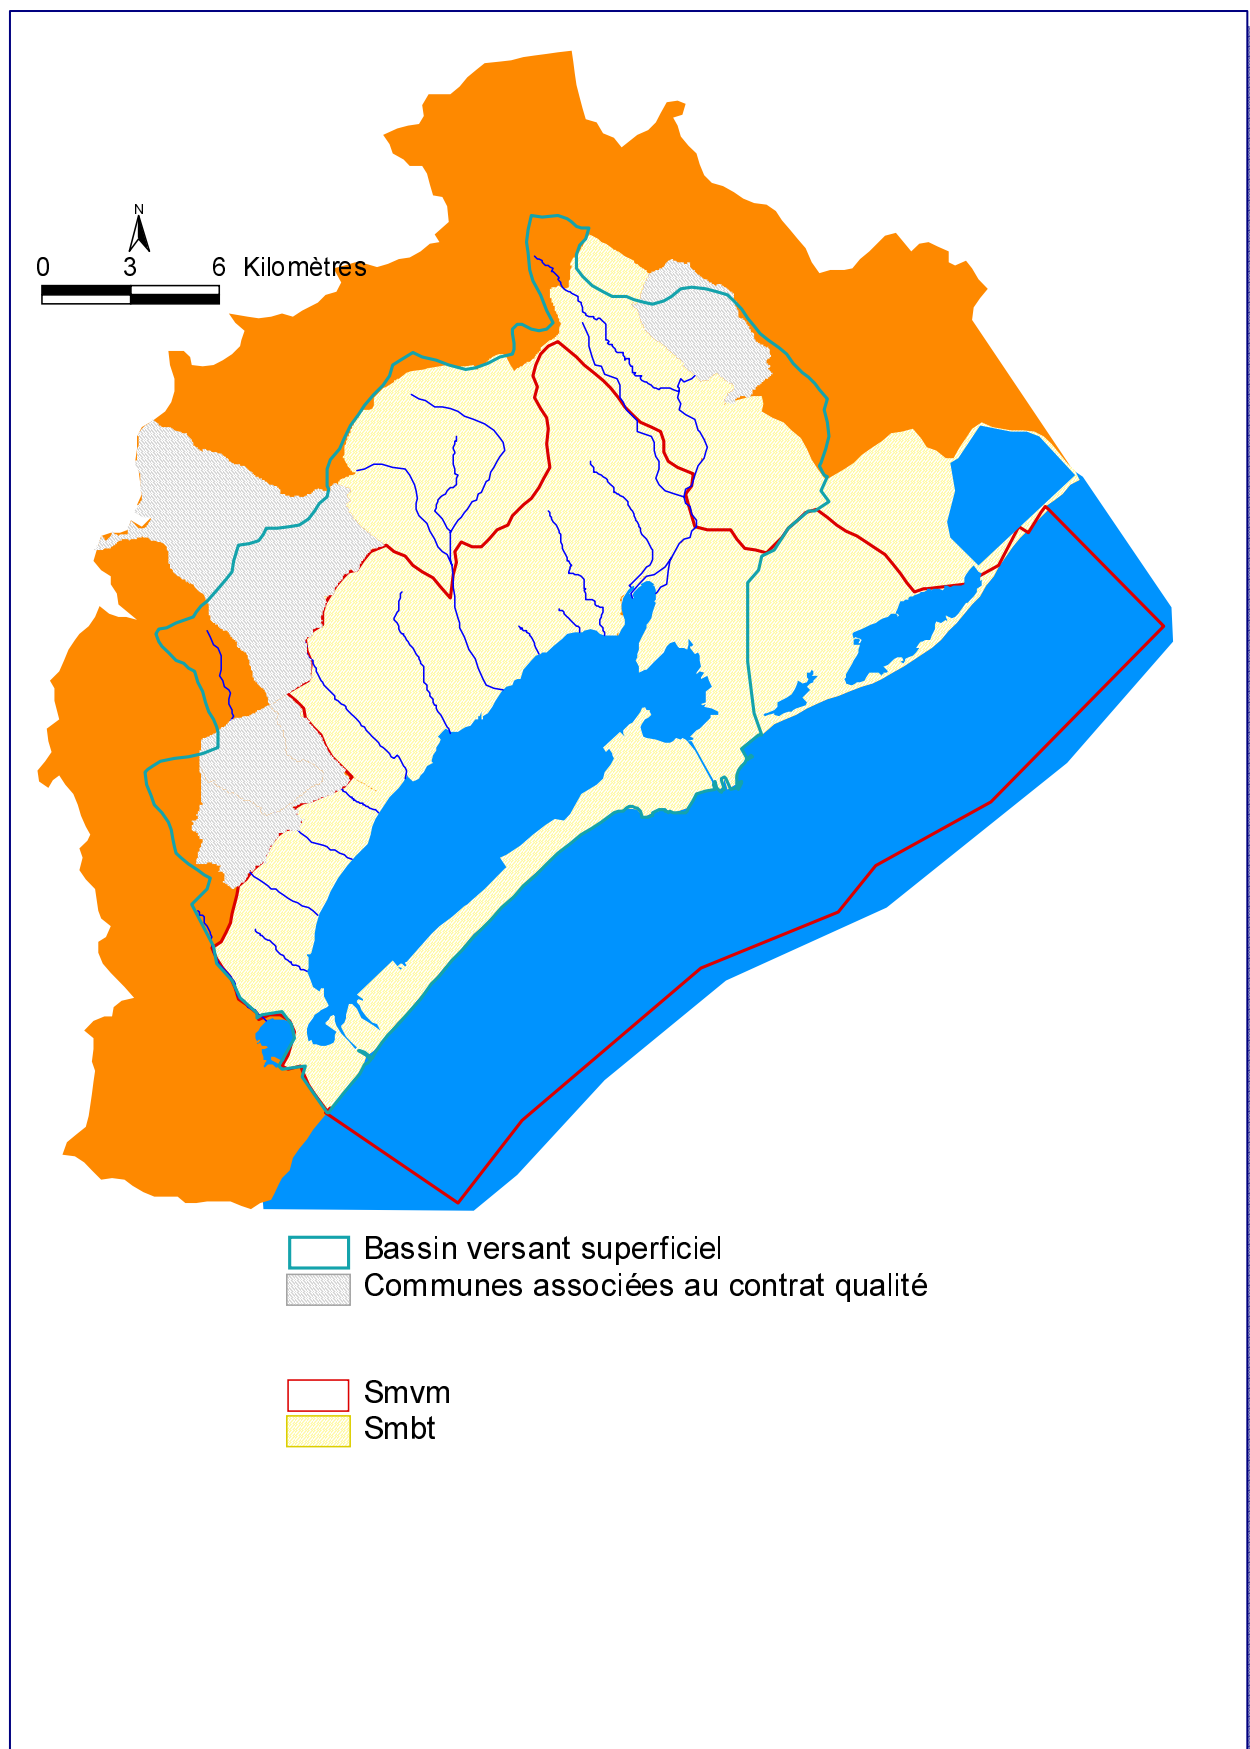 N
0 3 6 Kilomètres
Bassin versant superficiel
Communes associées au contrat qualité
Smvm
Smbt